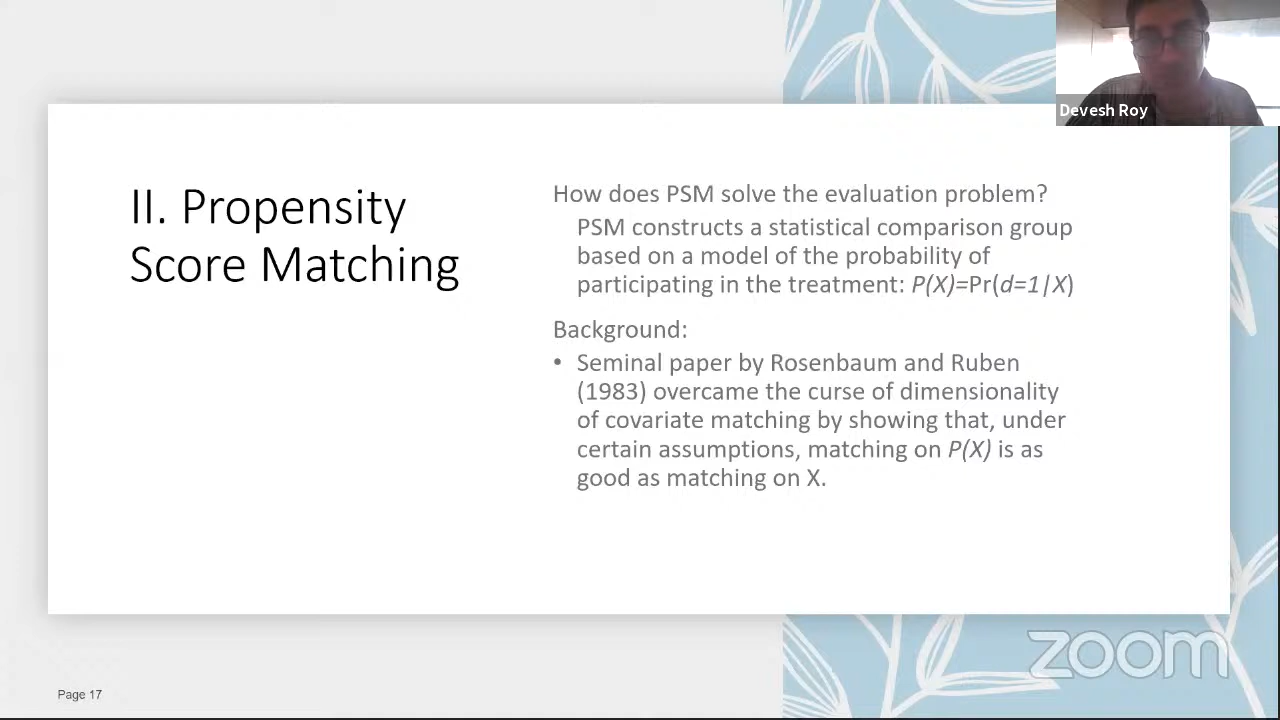 Devesh Roy
II. Propensity
Score Matching
How does PSM solve the evaluation problem?
PSM constructs a statistical comparison group
based on a model of the probability of
participating in the treatment: P(X)=Pr(d=1|X)
Background:
• Seminal paper by Rosenbaum and Ruben
(1983) overcame the curse of dimensionality
of covariate matching by showing that, under
certain assumptions, matching on P(X) is as
good as matching on X.
zoom
Page 17